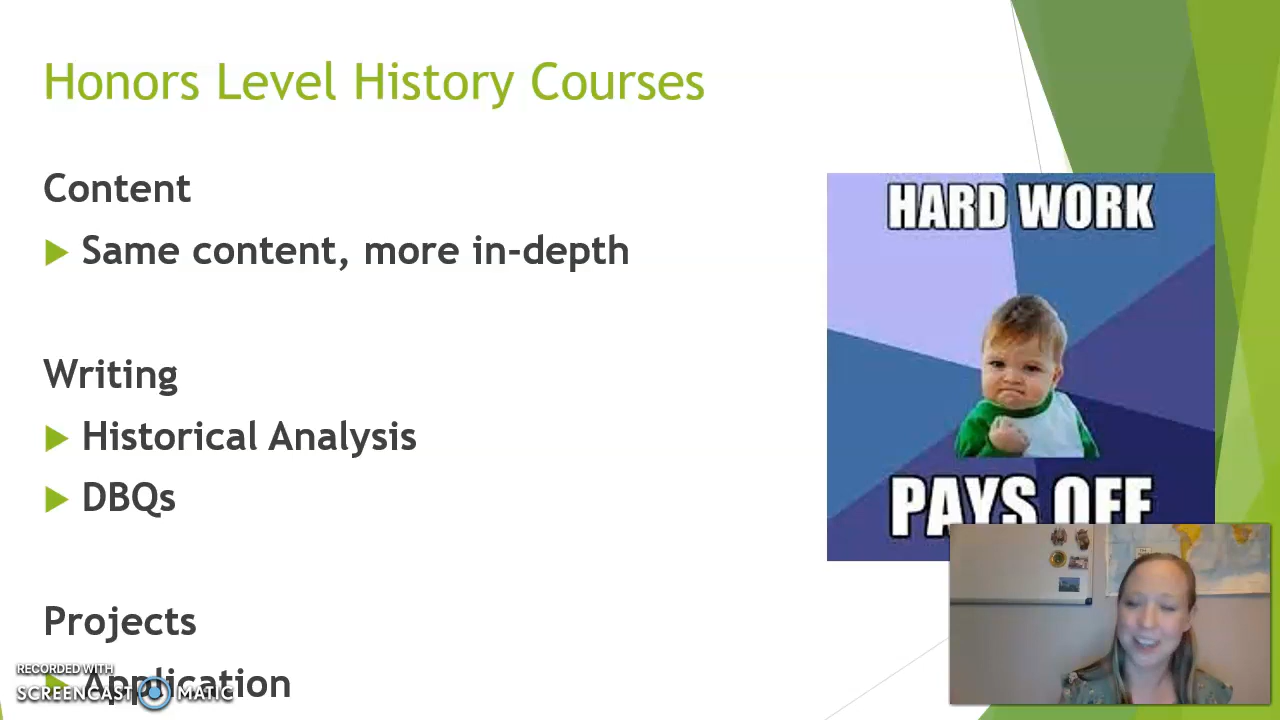 Honors Level History Courses
Content
Same content, more in-depth
Writing
Historical Analysis
DBQs
Projects
Application
HARD WORK
PAYS OFF
RECORDED WITH
SCREENCAST MATIC